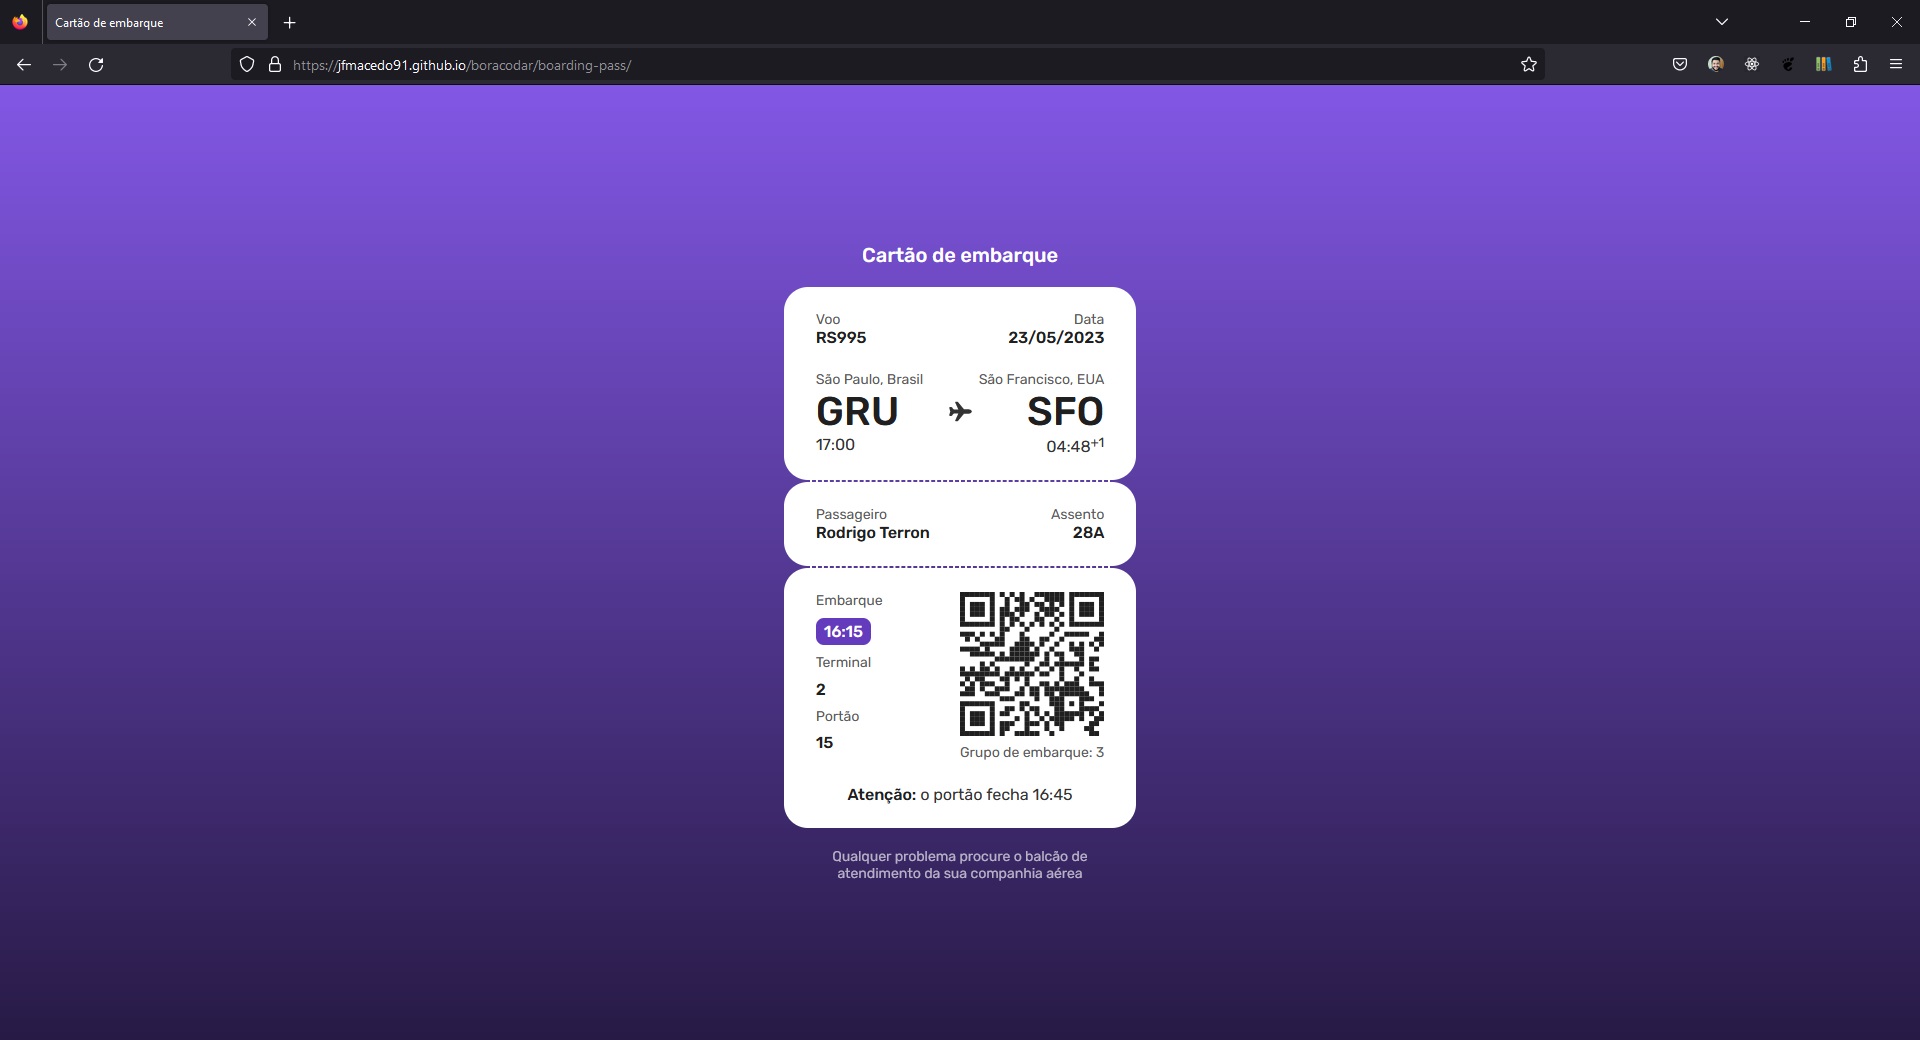 Cartão de embarque
https://jfmacedo91.github.io/boracodar/boarding-pass/
Cartão de embarque
Voo Data
RS995 23/05/2023
São Paulo, Brasil São Francisco, EUA
GRU SFO
17:00 04:48+1
Passageiro Assento
Rodrigo Terron 28A
Embarque
16:15
Terminal
2
Portão
15
Grupo de embarque: 3
Atenção: o portão fecha 16:45
Qualquer problema procure o balcão de
atendimento da sua companhia aérea